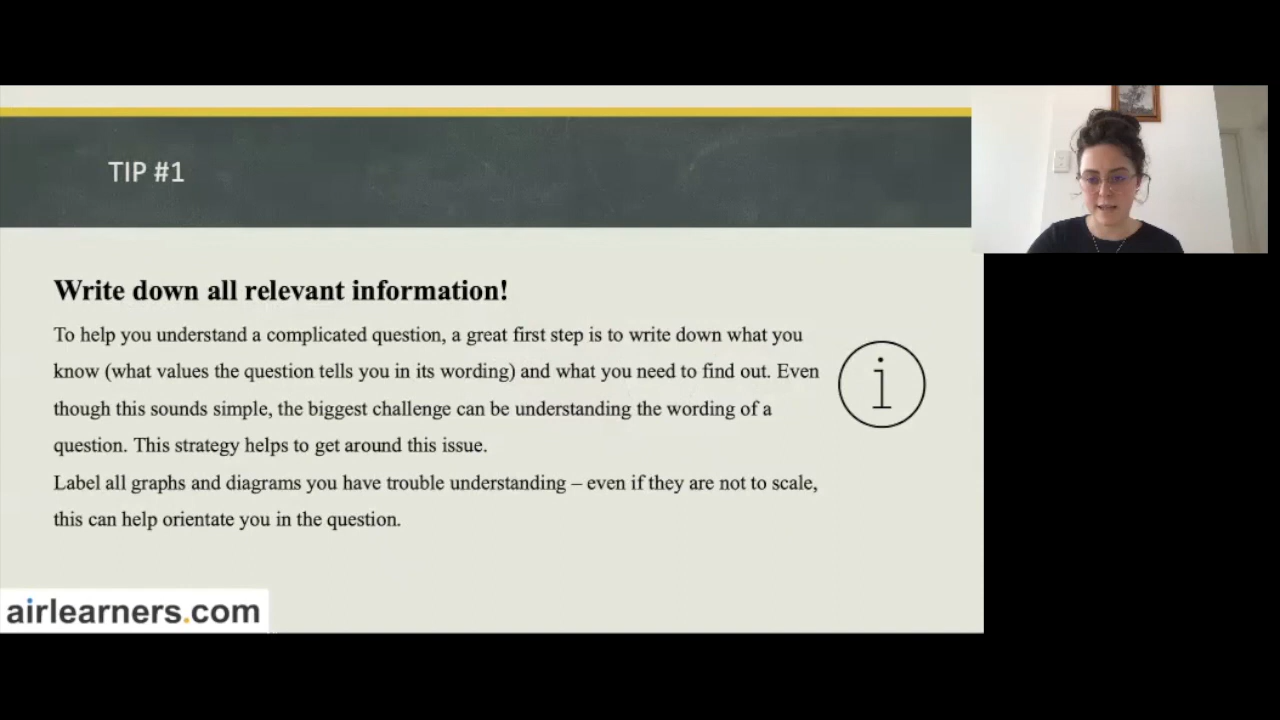 TIP #1
Write down all relevant information!
To help you understand a complicated question, a great first step is to write down what you
know (what values the question tells you in its wording) and what you need to find out. Even
though this sounds simple, the biggest challenge can be understanding the wording of a
question. This strategy helps to get around this issue.
Label all graphs and diagrams you have trouble understanding – even if they are not to scale,
this can help orientate you in the question.
i
airlearners.com